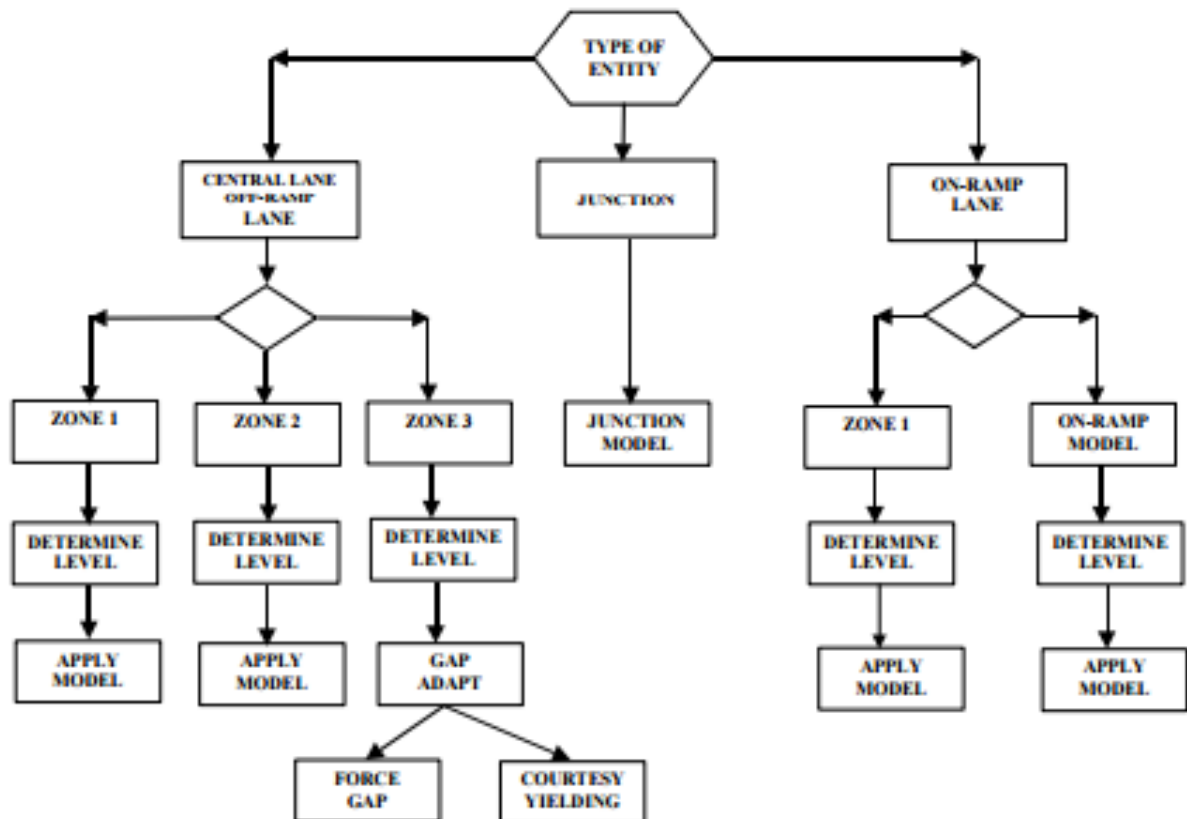 TYPE OF
ENTITY
CENTRAL LANE
OFF-RAMP
LANE
JUNCTION
ON-RAMP
LANE
ZONE 1
ZONE 2
ZONE 3
JUNCTION
MODEL
ZONE 1
ON-RAMP
MODEL
DETERMINE
LEVEL
DETERMINE
LEVEL
DETERMINE
LEVEL
DETERMINE
LEVEL
DETERMINE
LEVEL
APPLY
MODEL
APPLY
MODEL
GAP
ADAPT
APPLY
MODEL
APPLY
MODEL
FORCE
GAP
COURTESY
YIELDING